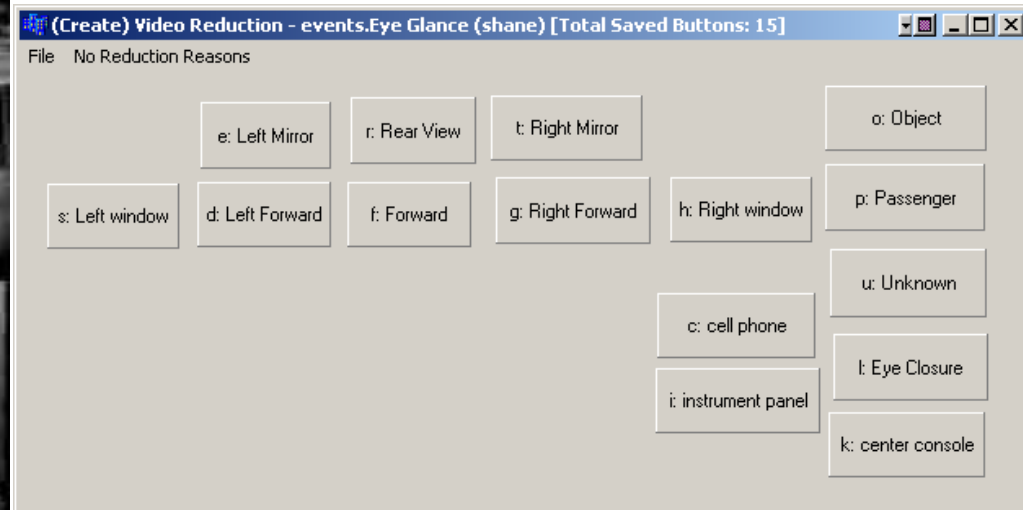 (Create) Video Reduction - events.Eye Glance (shane) [Total Saved Buttons: 15]
File No Reduction Reasons
e: Left Mirror
r: Rear View
t: Right Mirror
o: Object
s: Left window
d: Left Forward
f: Forward
g: Right Forward
h: Right window
p: Passenger
u: Unknown
c: cell phone
l: Eye Closure
i: instrument panel
k: center console